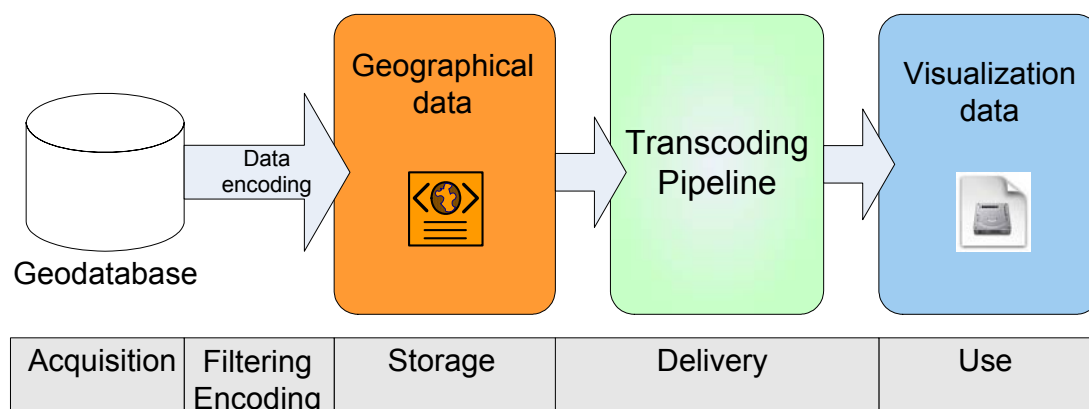 Geodatabase
Data
encoding
Geographical
data
Transcoding
Pipeline
Visualization
data
Acquisition
Filtering
Encoding
Storage
Delivery
Use